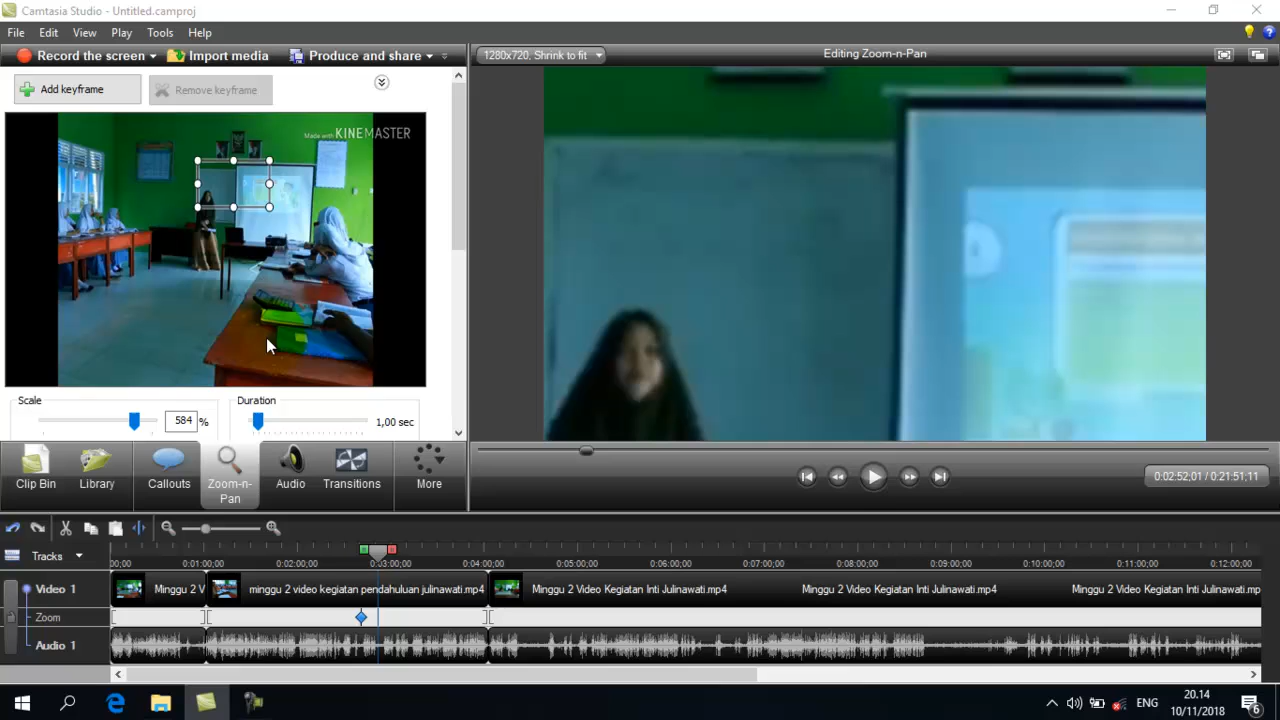 Camtasia Studio - Untitled.camproj
File Edit View Play Tools Help
Record the screen Import media Produce and share
1280x720, Shrink to fit Editing Zoom-n-Pan
Add keyframe Remove keyframe
Made with KINEMASTER
Scale Duration
584 % 1,00 sec
Clip Bin Library Callouts Zoom-n-Pan Audio Transitions More
0:02:52,01 / 0:21:51,11
Tracks 00;00 0:01:00;00 0:02:00;00 0:03:00;00 0:04:00;00 0:05:00;00 0:06:00;00 0:07:00;00 0:08:00;00 0:09:00;00 0:10:00;00 0:11:00;00 0:12:00;00
Video 1 Minggu 2 V minggu 2 video kegiatan pendahuluan julinawati.mp4 Minggu 2 Video Kegiatan Inti Julinawati.mp4 Minggu 2 Video Kegiatan Inti Julinawati.mp4 Minggu 2 Video Kegiatan Inti Julinawati.mp
Zoom
Audio 1
ENG
20.14
10/11/2018
6